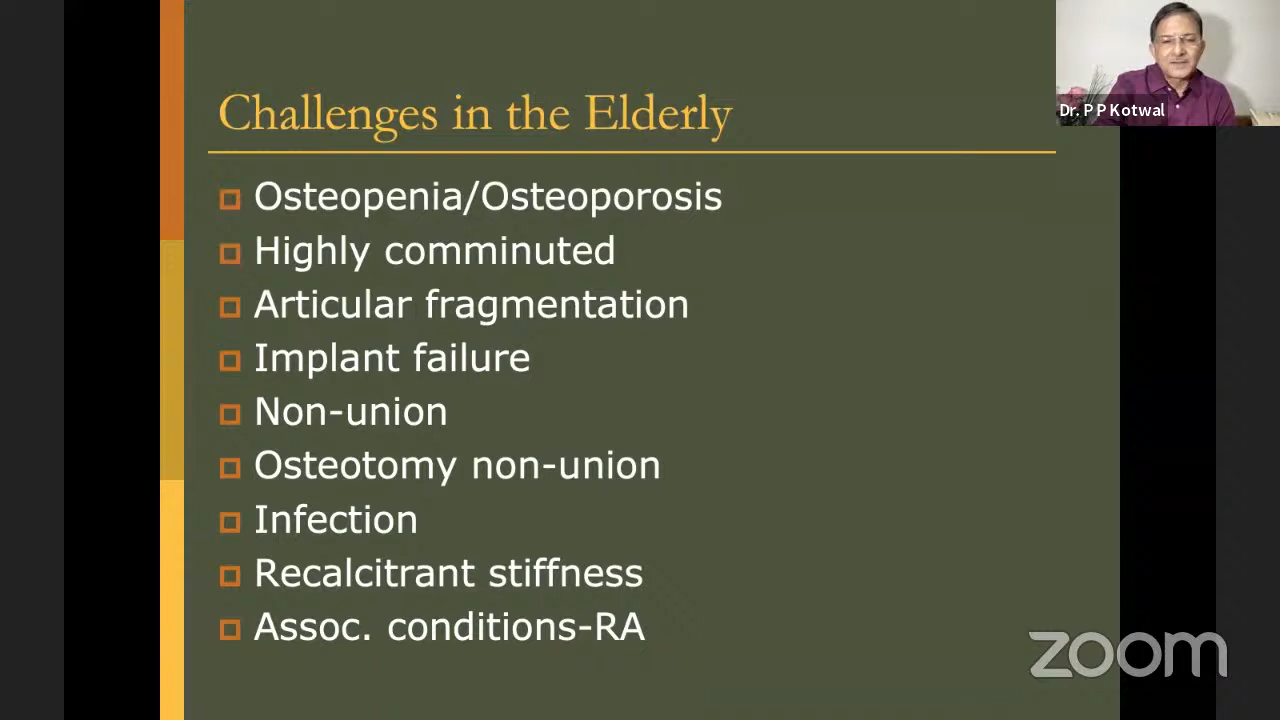 Challenges in the Elderly
Dr. P P Kotwal
Osteopenia/Osteoporosis
Highly comminuted
Articular fragmentation
Implant failure
Non-union
Osteotomy non-union
Infection
Recalcitrant stiffness
Assoc. conditions-RA
zoom